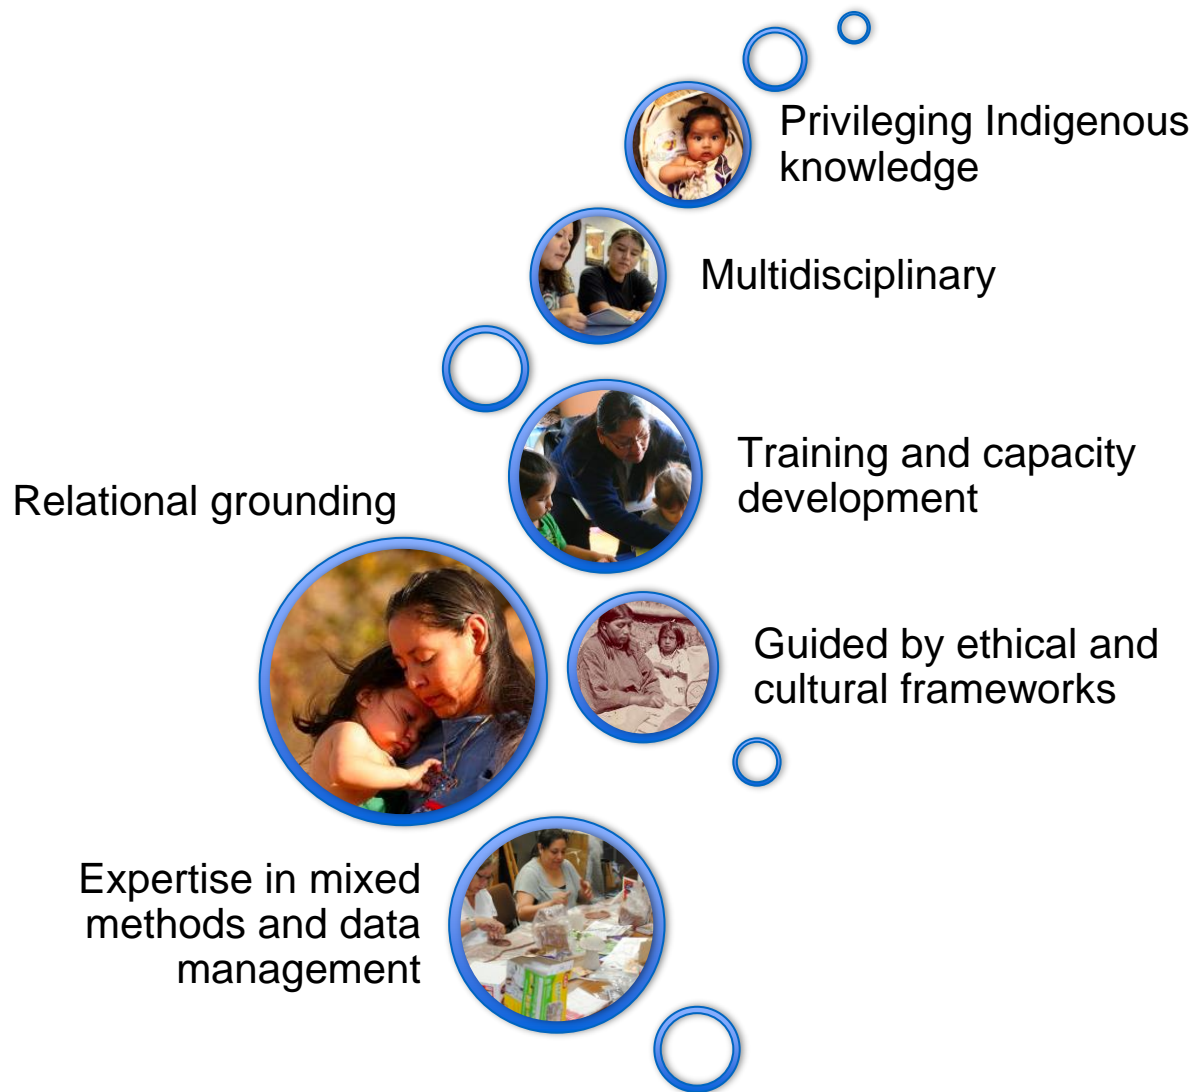 Privileging Indigenous
knowledge
Multidisciplinary
Training and capacity
development
Relational grounding
Guided by ethical and
cultural frameworks
Expertise in mixed
methods and data
management